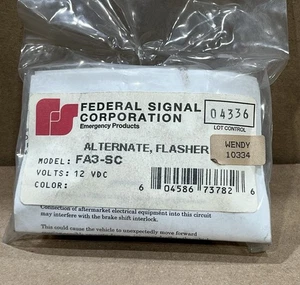 FEDERAL SIGNAL
CORPORATION
Emergency Products
04336
LOT CONTROL
ALTERNATE, FLASHER
WENDY
10334
MODEL: FA3-SC
VOLTS: 12 VDC
COLOR:
6 04586 73782 6
Connection of aftermarket electrical equipment into this circuit
may interfere with the brake shift interlock.
This could cause the vehicle to unexpectedly move forward